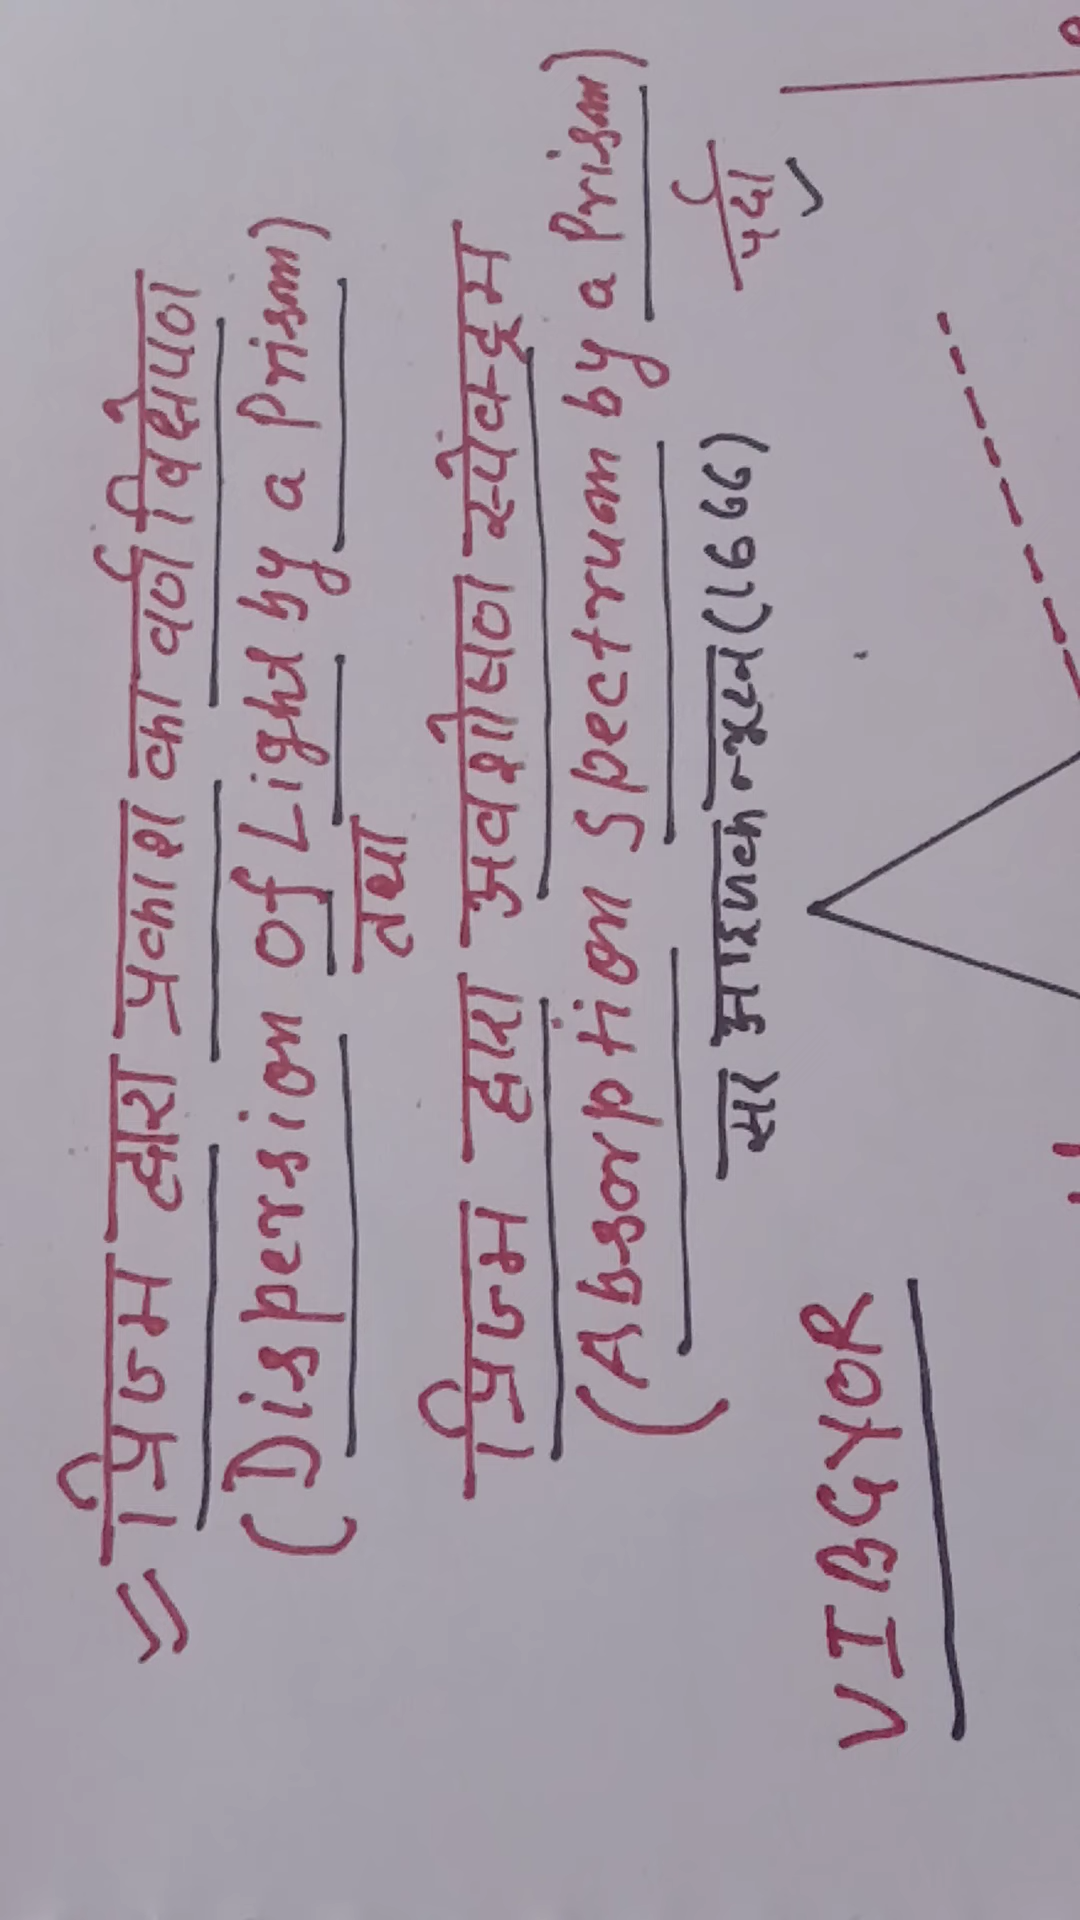 प्रिज्म द्वारा प्रकाश का वर्ण विक्षेपण
(Dispersion of Light by a Prism)
तथा
प्रिज्म द्वारा अवशोषण स्पेक्ट्रम
(Absorption Spectrum by a Prism)
सर आइजक न्यूटन (1666)
पर्दा
VIBGYOR